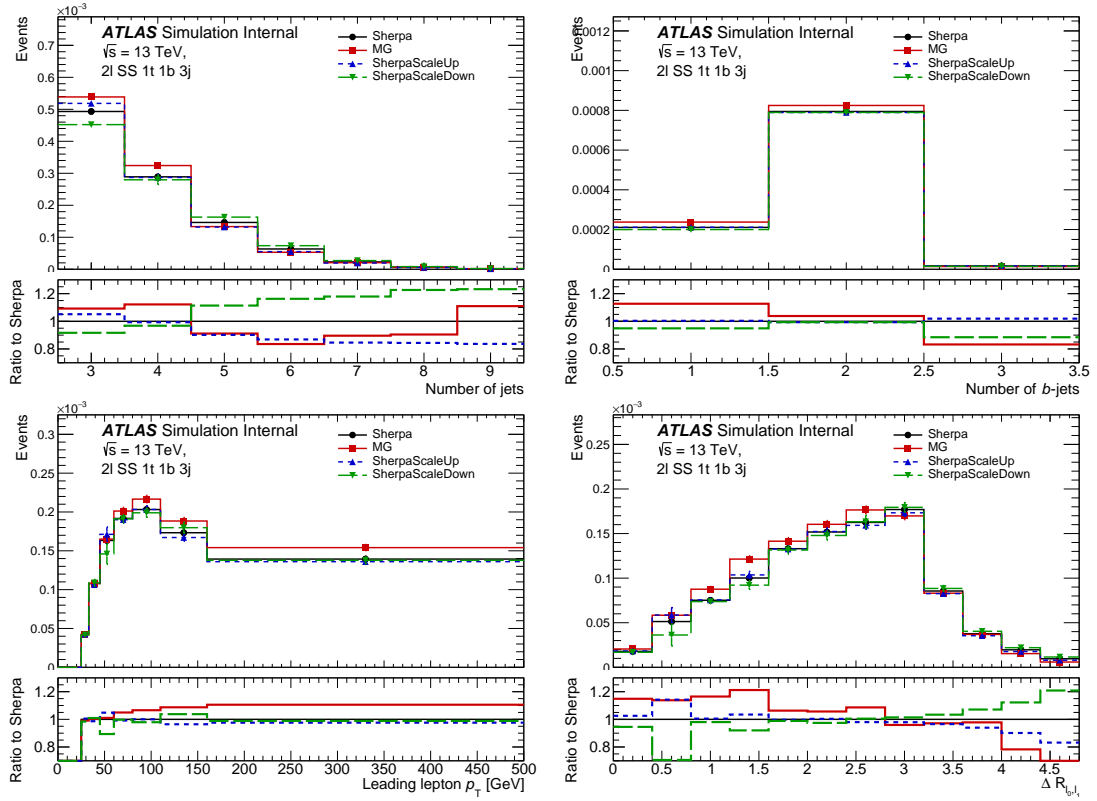 ×10⁻³
Events
0.7
0.6
0.5
0.4
0.3
0.2
0.1
0
ATLAS Simulation Internal
√s = 13 TeV,
2l SS 1t 1b 3j
Sherpa
MG
SherpaScaleUp
SherpaScaleDown
Ratio to Sherpa
1.2
1
0.8
3 4 5 6 7 8 9
Number of jets
Events
0.0012
0.001
0.0008
0.0006
0.0004
0.0002
0
ATLAS Simulation Internal
√s = 13 TeV,
2l SS 1t 1b 3j
Sherpa
MG
SherpaScaleUp
SherpaScaleDown
Ratio to Sherpa
1.2
1
0.8
0.5 1 1.5 2 2.5 3 3.5
Number of b-jets
×10⁻³
Events
0.3
0.25
0.2
0.15
0.1
0.05
0
ATLAS Simulation Internal
√s = 13 TeV,
2l SS 1t 1b 3j
Sherpa
MG
SherpaScaleUp
SherpaScaleDown
Ratio to Sherpa
1.2
1
0.8
0 50 100 150 200 250 300 350 400 450 500
Leading lepton p_T [GeV]
×10⁻³
Events
0.25
0.2
0.15
0.1
0.05
0
ATLAS Simulation Internal
√s = 13 TeV,
2l SS 1t 1b 3j
Sherpa
MG
SherpaScaleUp
SherpaScaleDown
Ratio to Sherpa
1.2
1
0.8
0 0.5 1 1.5 2 2.5 3 3.5 4 4.5
Δ R_{l_0,l_1}